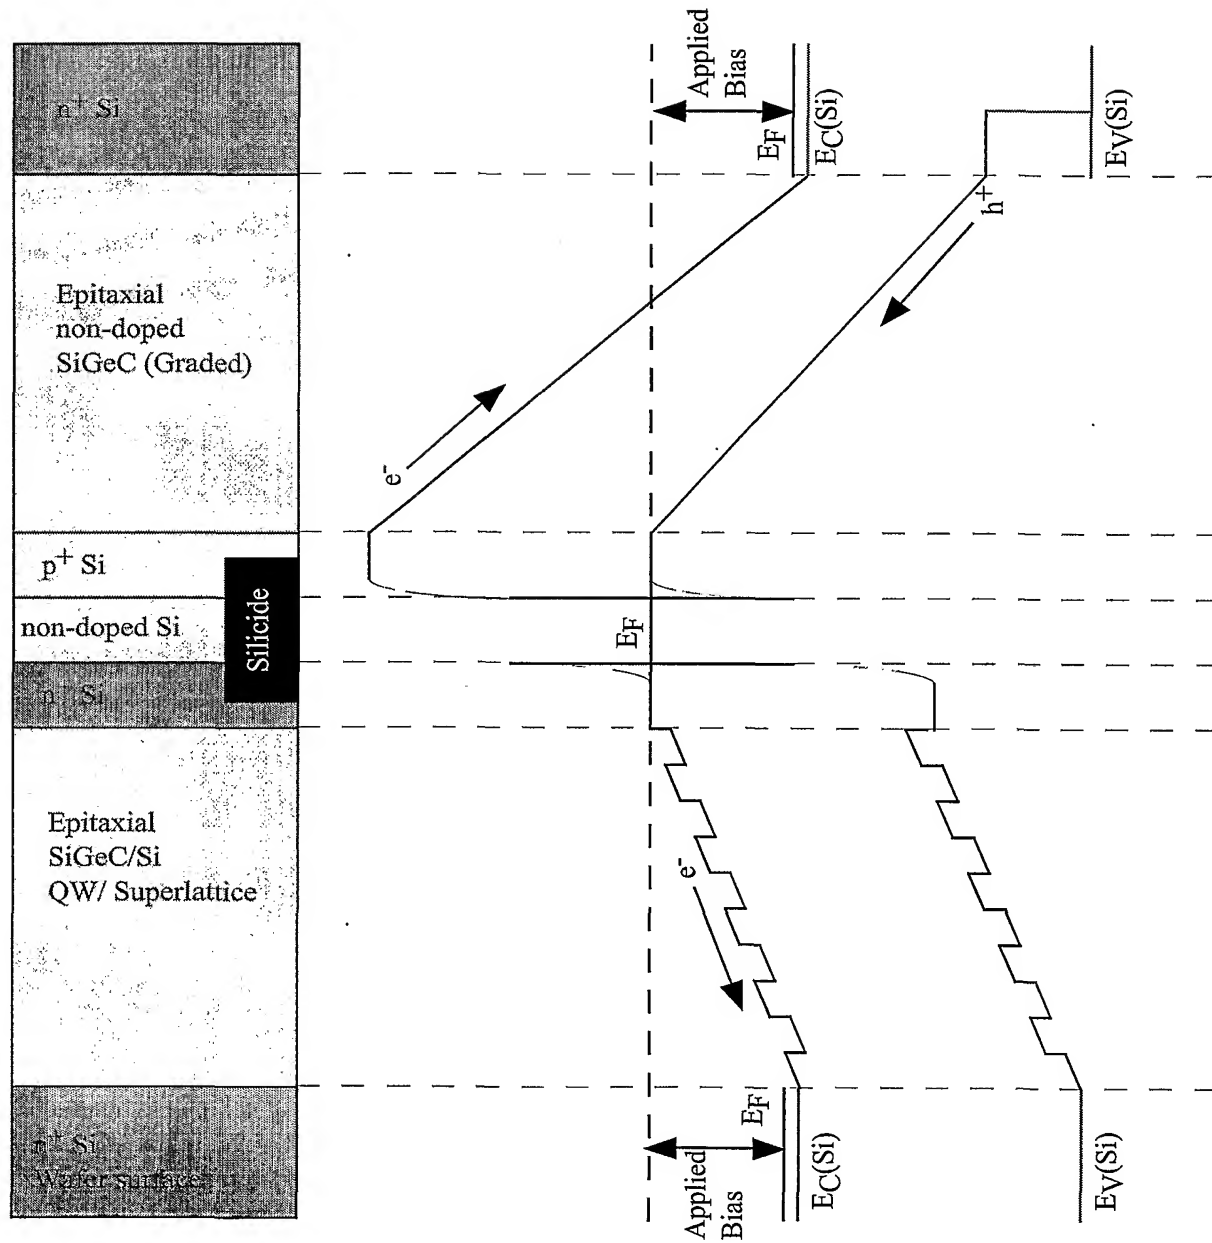 n+ Si
Epitaxial
non-doped
SiGeC (Graded)
p+ Si
non-doped Si
n+ Si
Silicide
Epitaxial
SiGeC/Si
QW/ Superlattice
n+ Si
Wafer surface
Applied
Bias
EF
EC(Si)
EV(Si)
h+
e-
EF
e-
Applied
Bias
EF
EC(Si)
EV(Si)